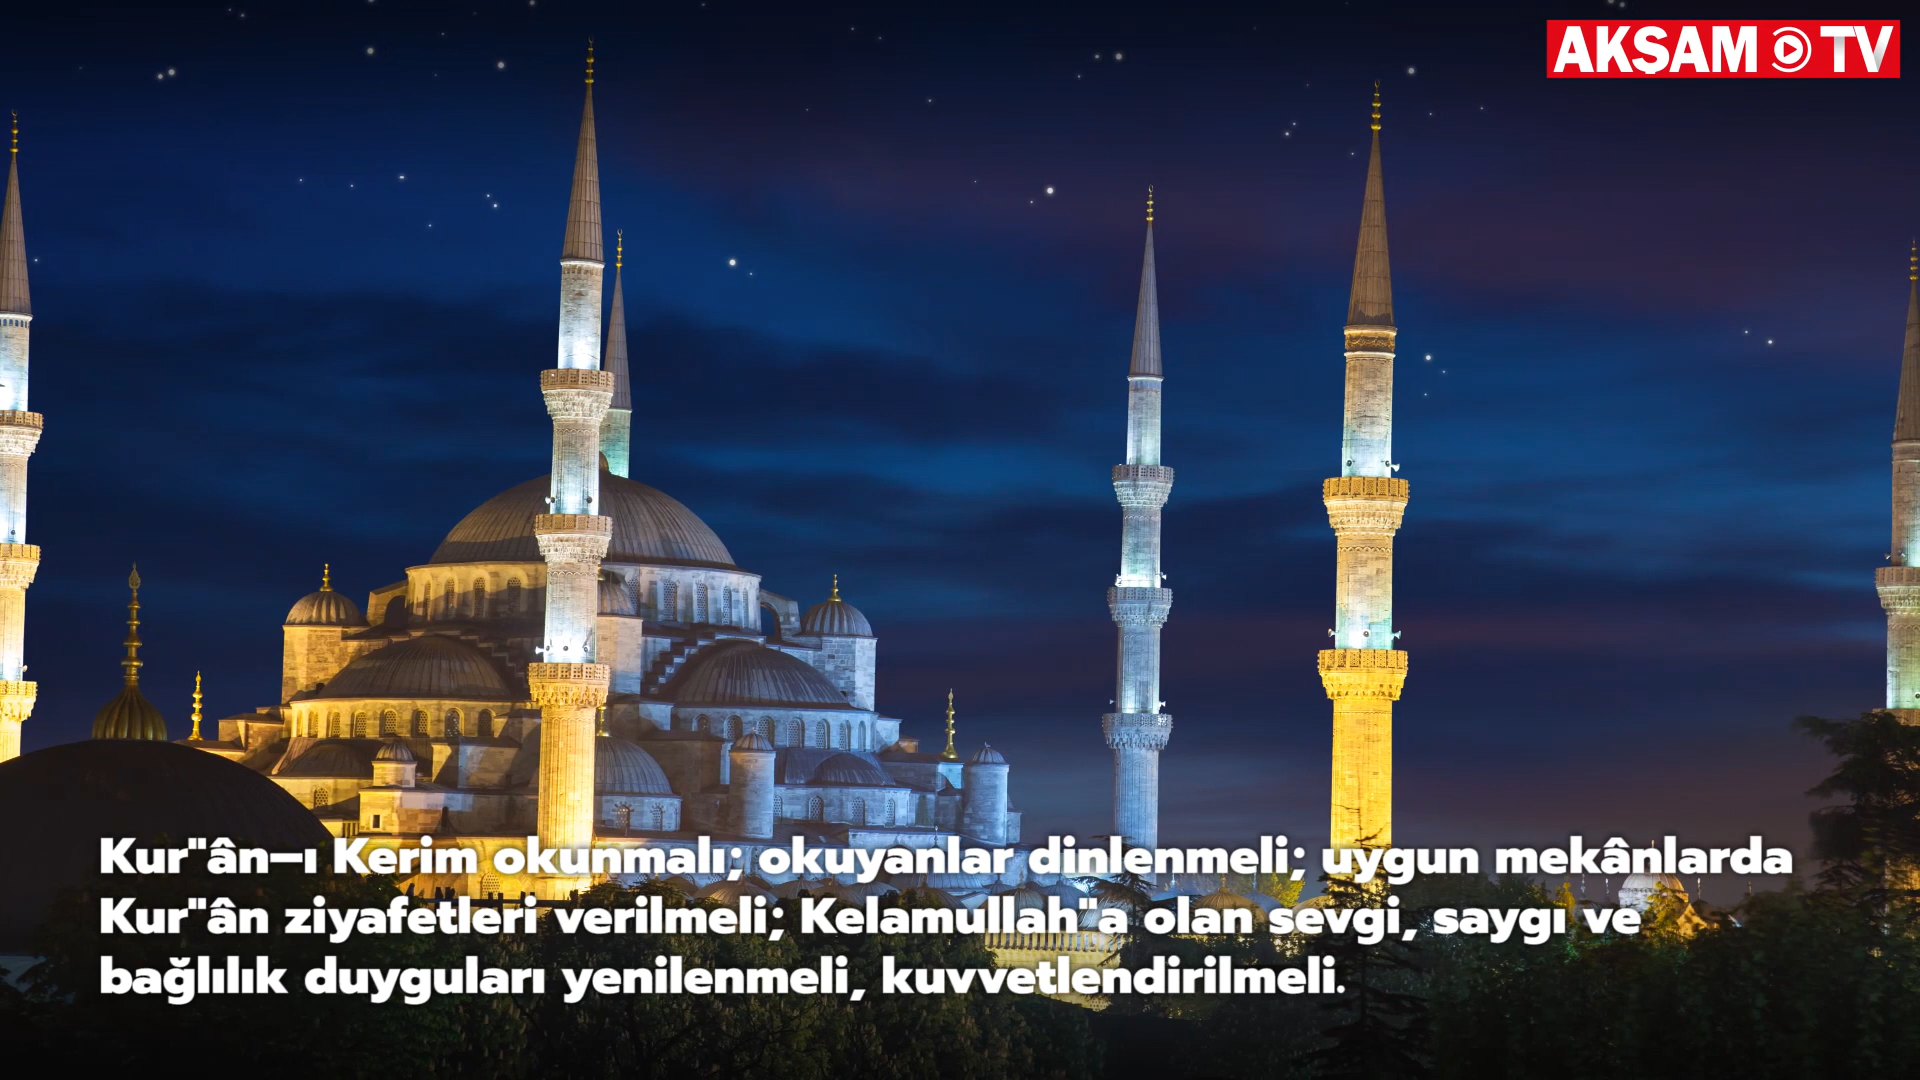 AKŞAM TV
Kur"ân–ı Kerim okunmalı; okuyanlar dinlenmeli; uygun mekânlarda
Kur"ân ziyafetleri verilmeli; Kelamullah"a olan sevgi, saygı ve
bağlılık duyguları yenilenmeli, kuvvetlendirilmeli.